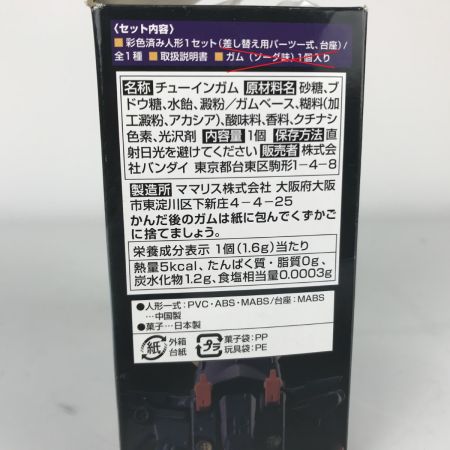 〈セット内容〉
■彩色済み人形1セット(差し替え用パーツ一式、台座)/
全1種 ■取扱説明書 ■ガム(ソーダ味)1個入り
名称 チューインガム 原材料名 砂糖、ブ
ドウ糖、水飴、澱粉/ガムベース、糊料(加
工澱粉、アカシア)、酸味料、香料、クチナシ
色素、光沢剤 内容量 1個 保存方法 直
射日光を避けてください 販売者 株式会
社バンダイ 東京都台東区駒形1-4-8
製造所 ママリス株式会社 大阪府大阪
市東淀川区下新庄4-4-25
かんだ後のガムは紙に包んでくずかご
に捨てましょう。
栄養成分表示 1個(1.6g)当たり
熱量5kcal、たんぱく質・脂質0g、
炭水化物1.2g、食塩相当量0.0003g
●人形一式:PVC・ABS・MABS/台座:MABS
…中国製
●菓子…日本製
紙 外箱
台紙
プラ 菓子袋:PP
玩具袋:PE